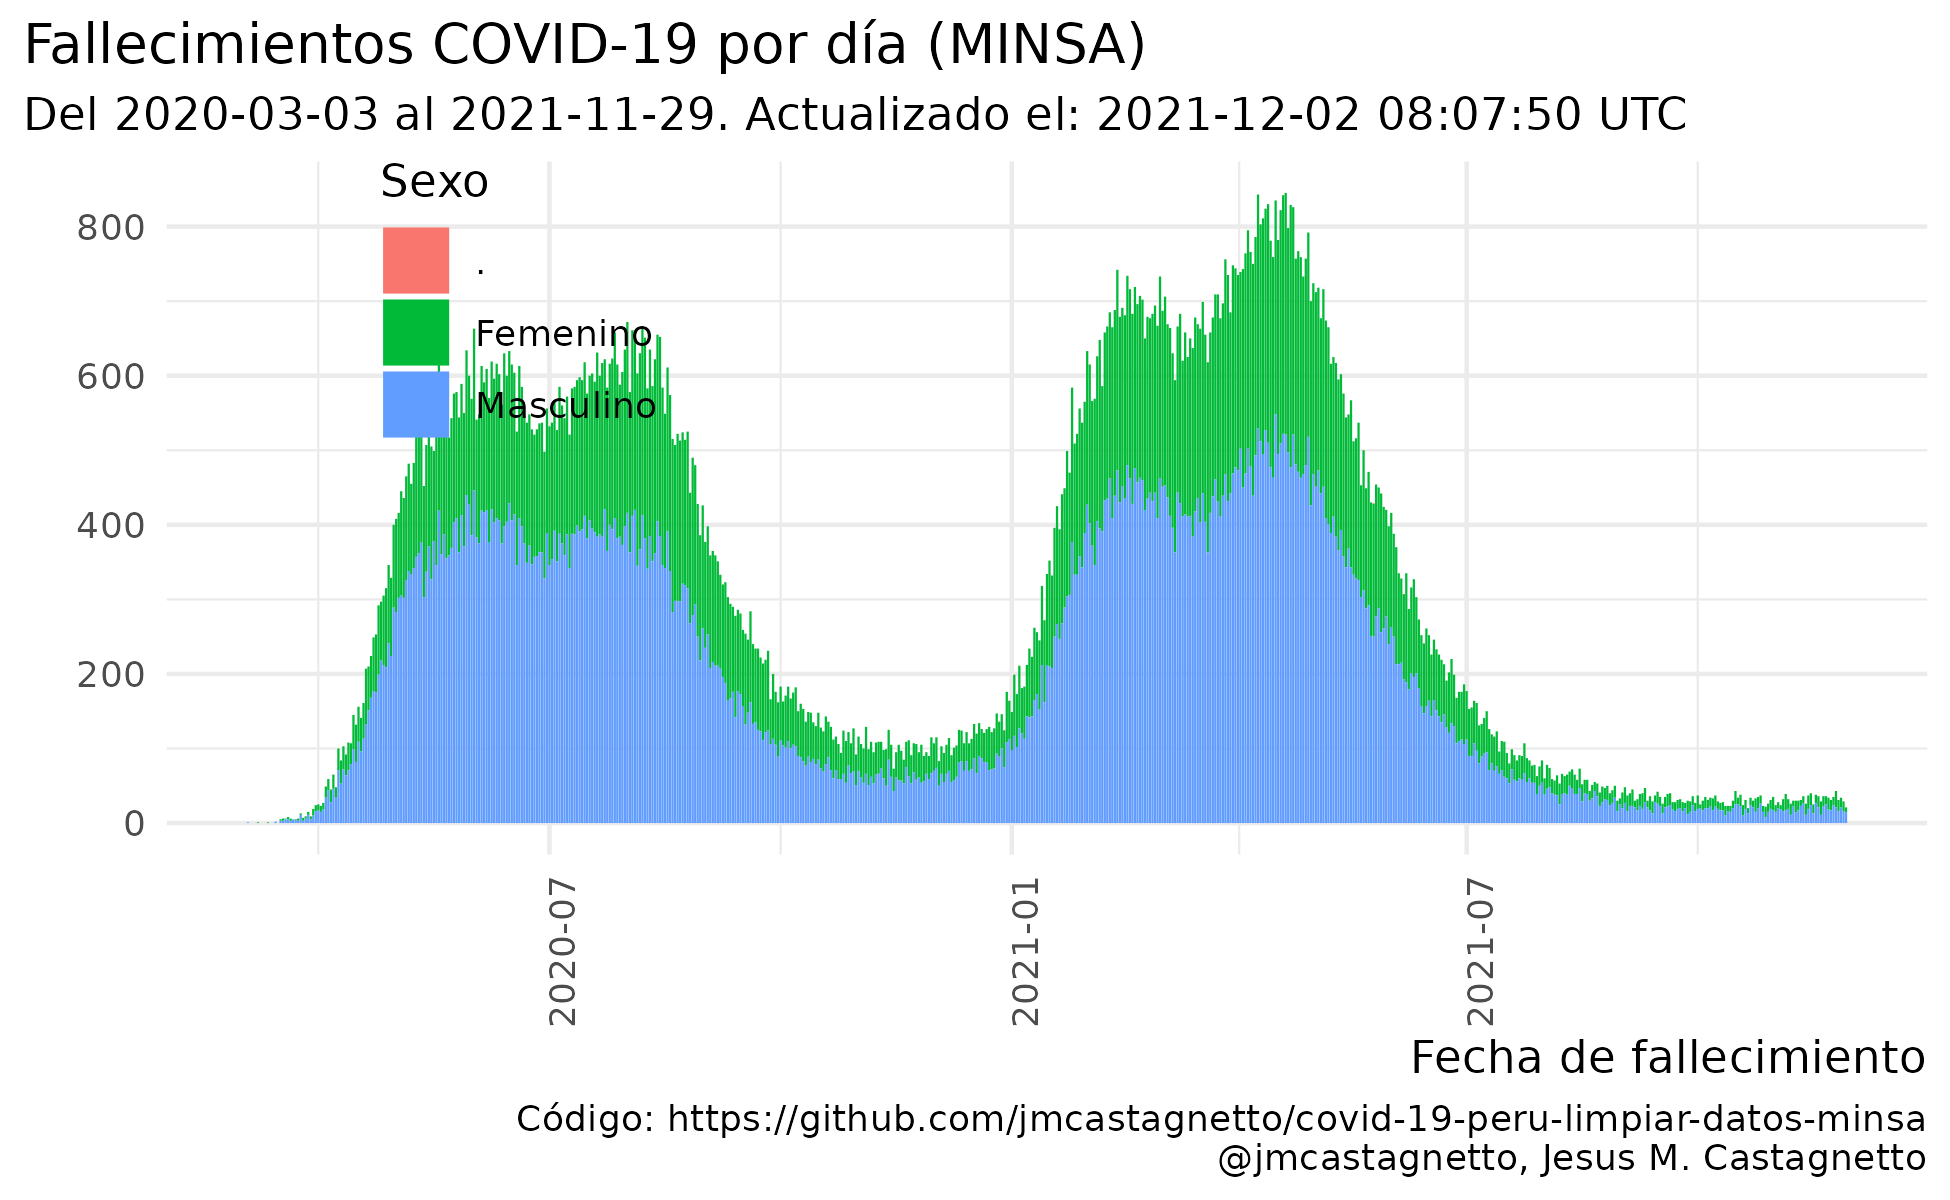 Fallecimientos COVID-19 por día (MINSA)
Del 2020-03-03 al 2021-11-29. Actualizado el: 2021-12-02 08:07:50 UTC
Sexo
.
Femenino
Masculino
800
600
400
200
0
2020-07
2021-01
2021-07
Fecha de fallecimiento
Código: https://github.com/jmcastagnetto/covid-19-peru-limpiar-datos-minsa
@jmcastagnetto, Jesus M. Castagnetto